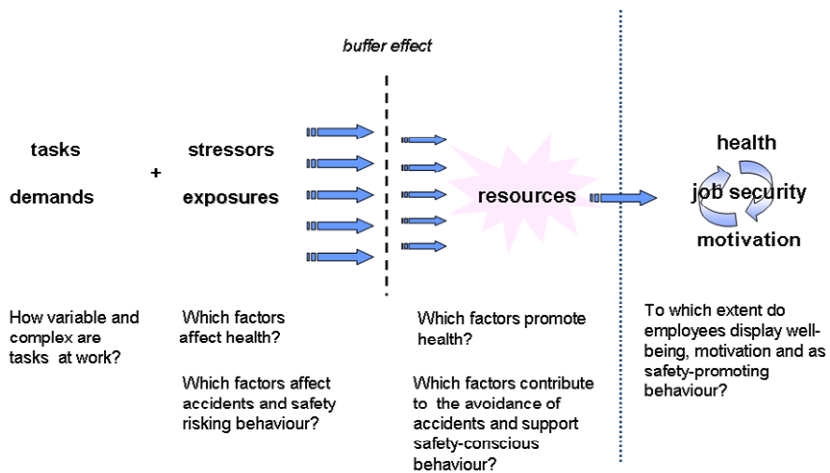 buffer effect
tasks
demands
+
stressors
exposures
resources
health
job security
motivation
How variable and
complex are
tasks at work?
Which factors
affect health?
Which factors affect
accidents and safety
risking behaviour?
Which factors promote
health?
Which factors contribute
to the avoidance of
accidents and support
safety-conscious
behaviour?
To which extent do
employees display well-
being, motivation and as
safety-promoting
behaviour?